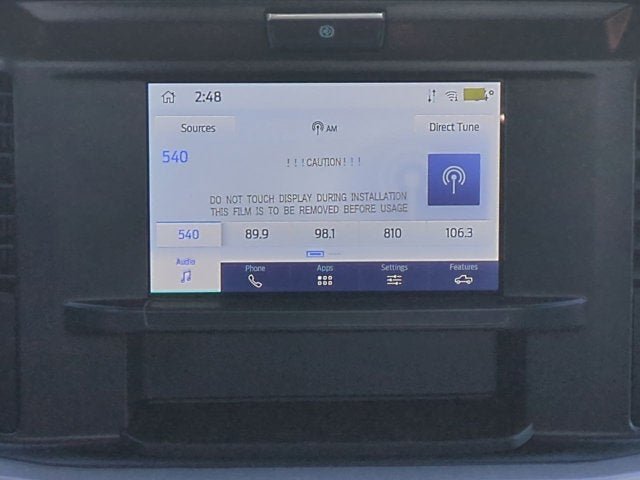 2:48
Sources
AM
Direct Tune
540
!!!CAUTION!!!
DO NOT TOUCH DISPLAY DURING INSTALLATION
THIS FILM IS TO BE REMOVED BEFORE USAGE
540 89.9 98.1 810 106.3
Audio Phone Apps Settings Features